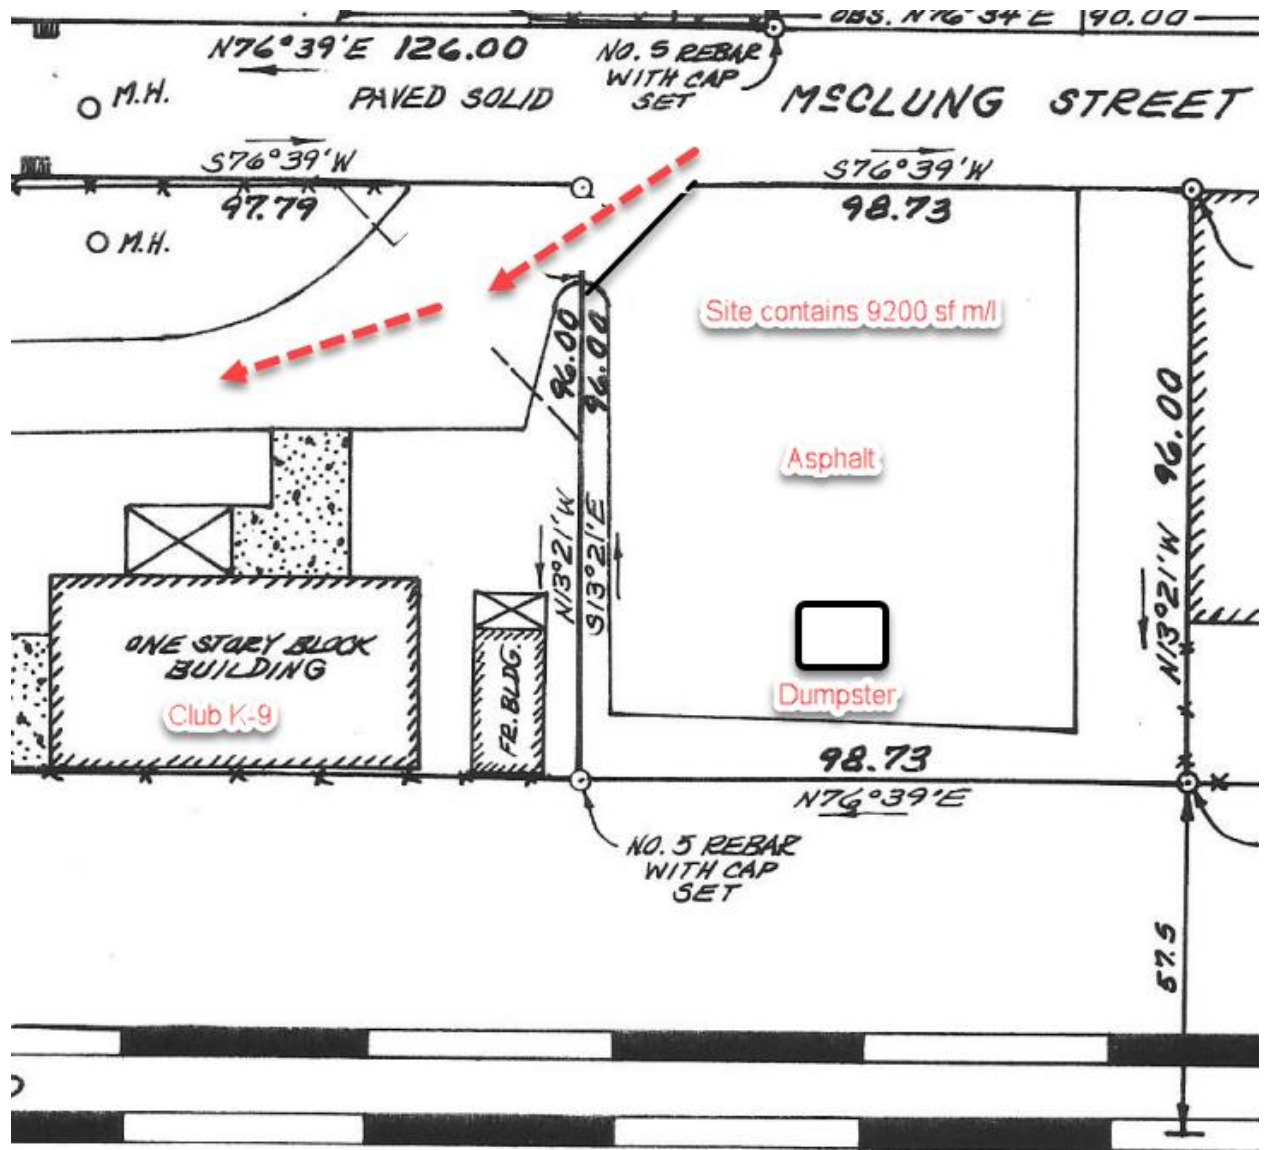 OBS. N76°34'E 90.00
N76°39'E 126.00
NO. 5 REBAR
WITH CAP
SET
M.H.
PAVED SOLID
McCLUNG STREET
S76°39'W
97.79
S76°39'W
98.73
M.H.
Site contains 9200 sf m/l
96.00
96.00
Asphalt
96.00
N13°21'W
S13°21'E
N13°21'W
ONE STORY BLOCK
BUILDING
Club K-9
FR. BLDG.
Dumpster
98.73
N76°39'E
NO. 5 REBAR
WITH CAP
SET
57.5